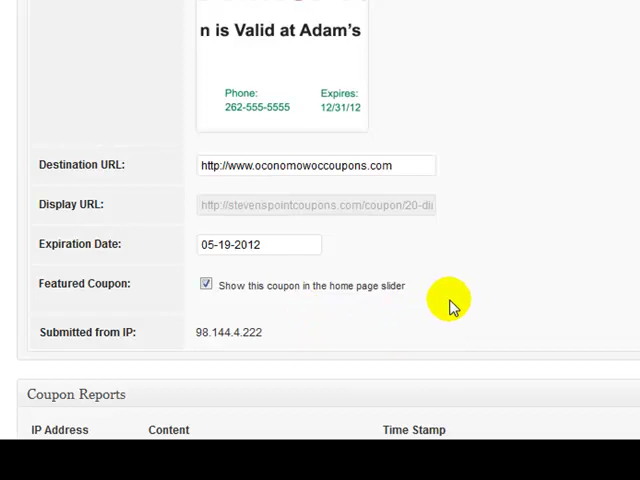 n is Valid at Adam's
Phone: Expires:
262-555-5555 12/31/12
Destination URL: http://www.oconomowoccoupons.com
Display URL: http://stevenspointcoupons.com/coupon/20-di
Expiration Date: 05-19-2012
Featured Coupon: Show this coupon in the home page slider
Submitted from IP: 98.144.4.222
Coupon Reports
IP Address Content Time Stamp